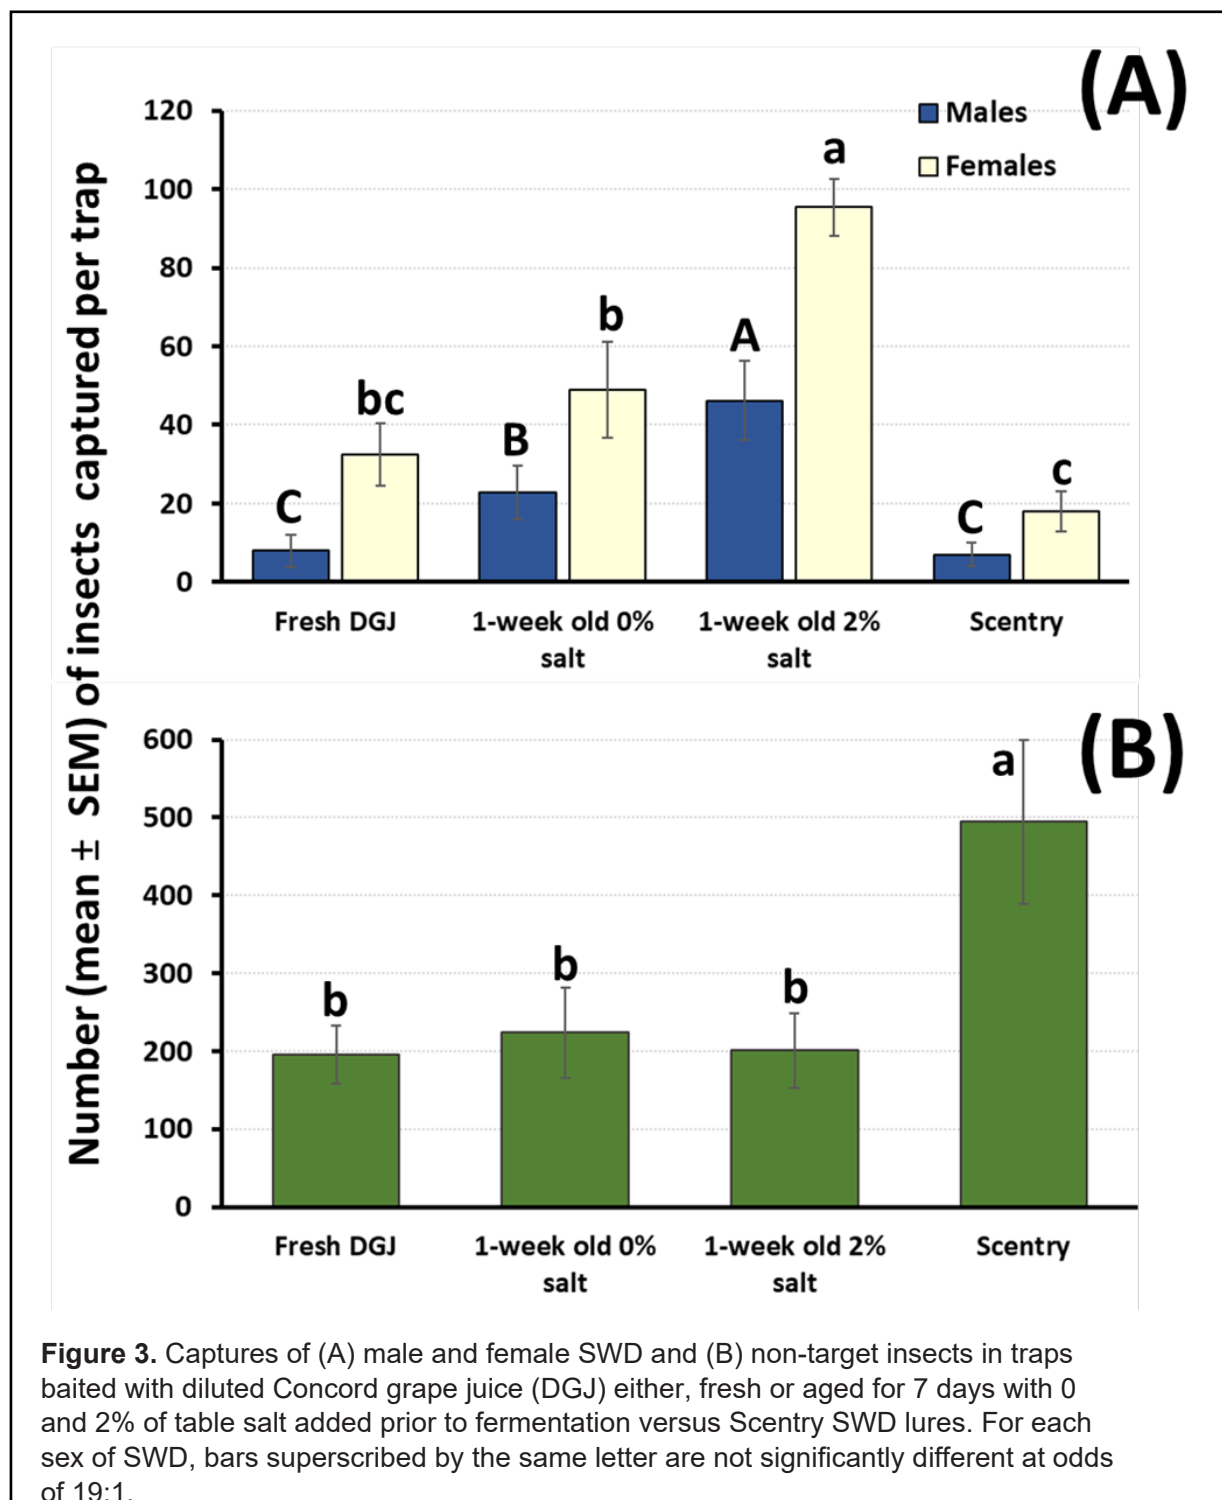 (A)
Number (mean ± SEM) of insects captured per trap
120
100
80
60
40
20
0
Males
Females
C
bc
B
b
A
a
C
c
Fresh DGJ
1-week old 0%
salt
1-week old 2%
salt
Scentry
(B)
600
500
400
300
200
100
0
b
b
b
a
Fresh DGJ
1-week old 0%
salt
1-week old 2%
salt
Scentry
Figure 3. Captures of (A) male and female SWD and (B) non-target insects in traps
baited with diluted Concord grape juice (DGJ) either, fresh or aged for 7 days with 0
and 2% of table salt added prior to fermentation versus Scentry SWD lures. For each
sex of SWD, bars superscribed by the same letter are not significantly different at odds
of 19:1.